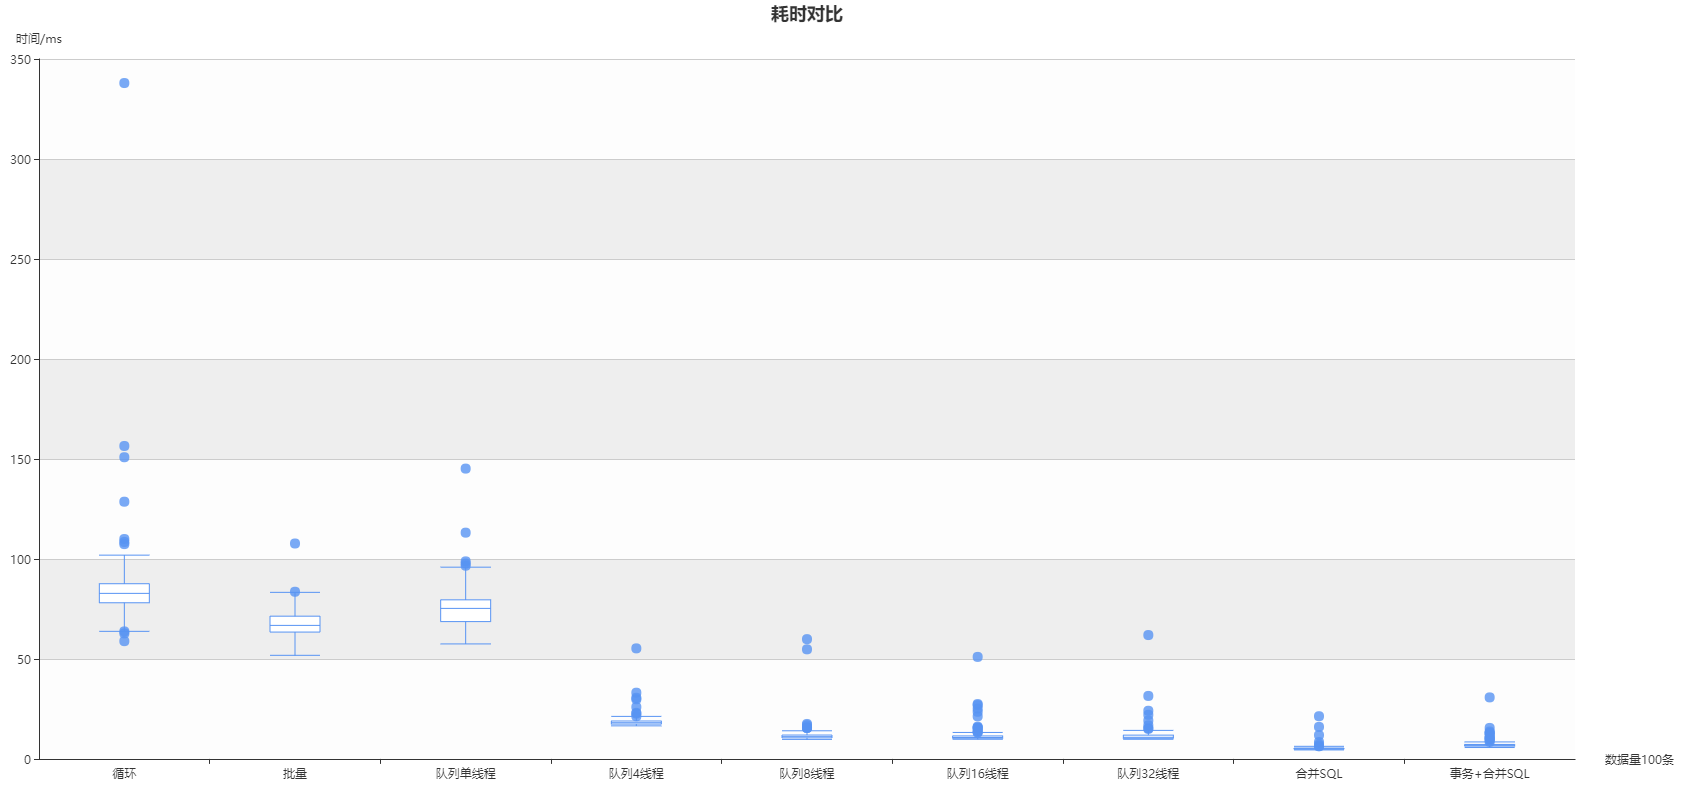 耗时对比
时间/ms
350
300
250
200
150
100
50
0
循环
批量
队列单线程
队列4线程
队列8线程
队列16线程
队列32线程
合并SQL
事务+合并SQL
数据量100条